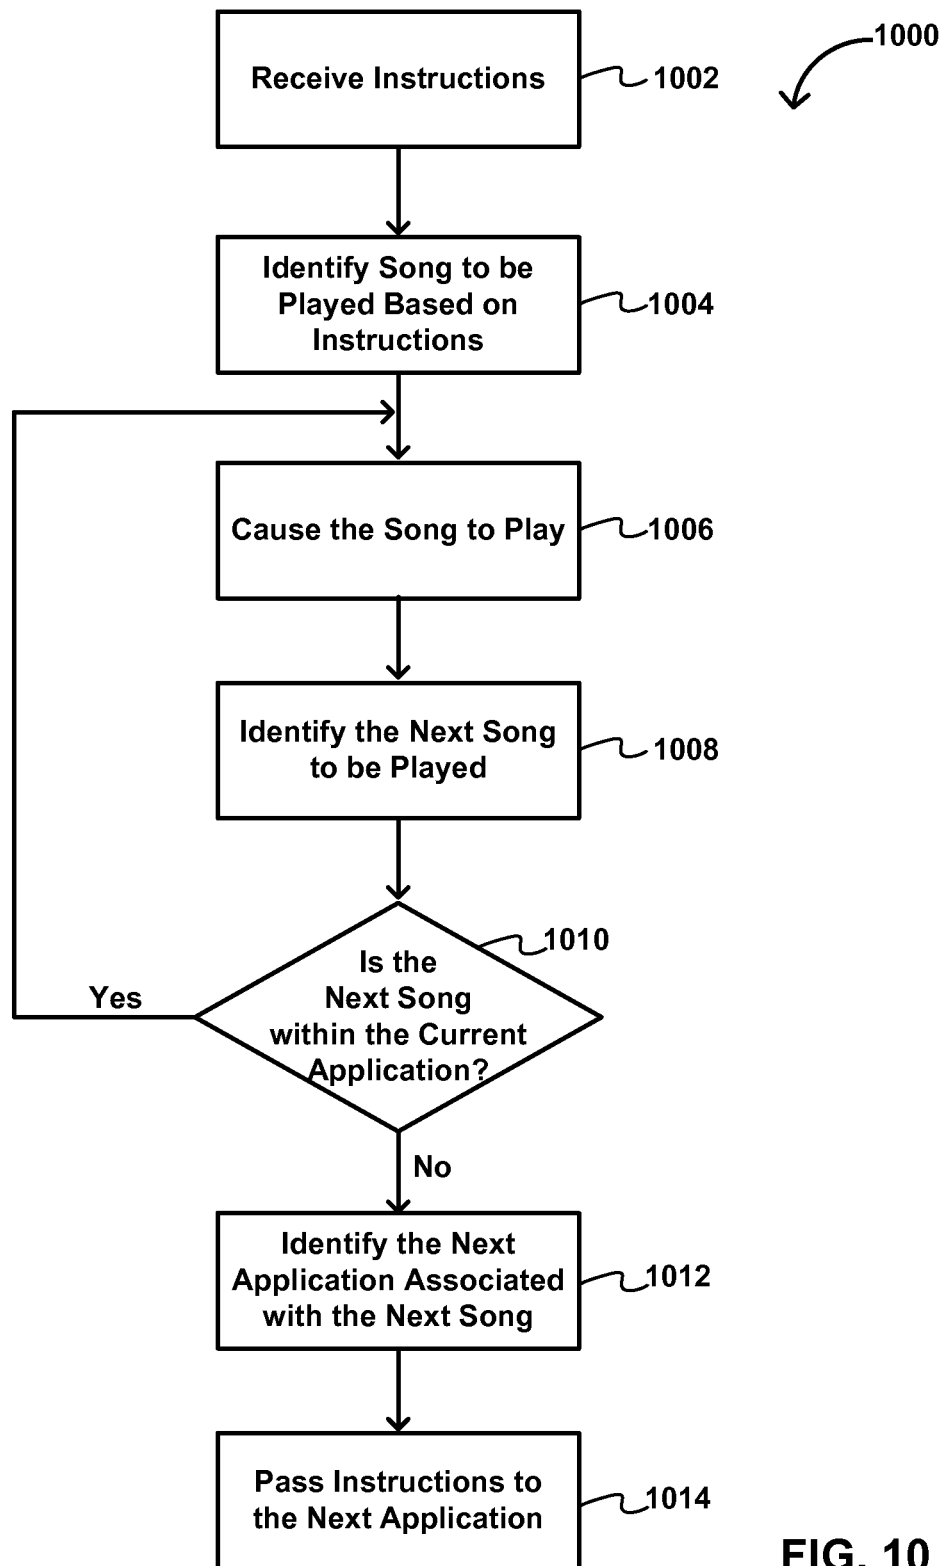 1000
Receive Instructions
1002
Identify Song to be
Played Based on
Instructions
1004
Cause the Song to Play
1006
Identify the Next Song
to be Played
1008
1010
Is the
Next Song
within the Current
Application?
Yes
No
Identify the Next
Application Associated
with the Next Song
1012
Pass Instructions to
the Next Application
1014
FIG. 10